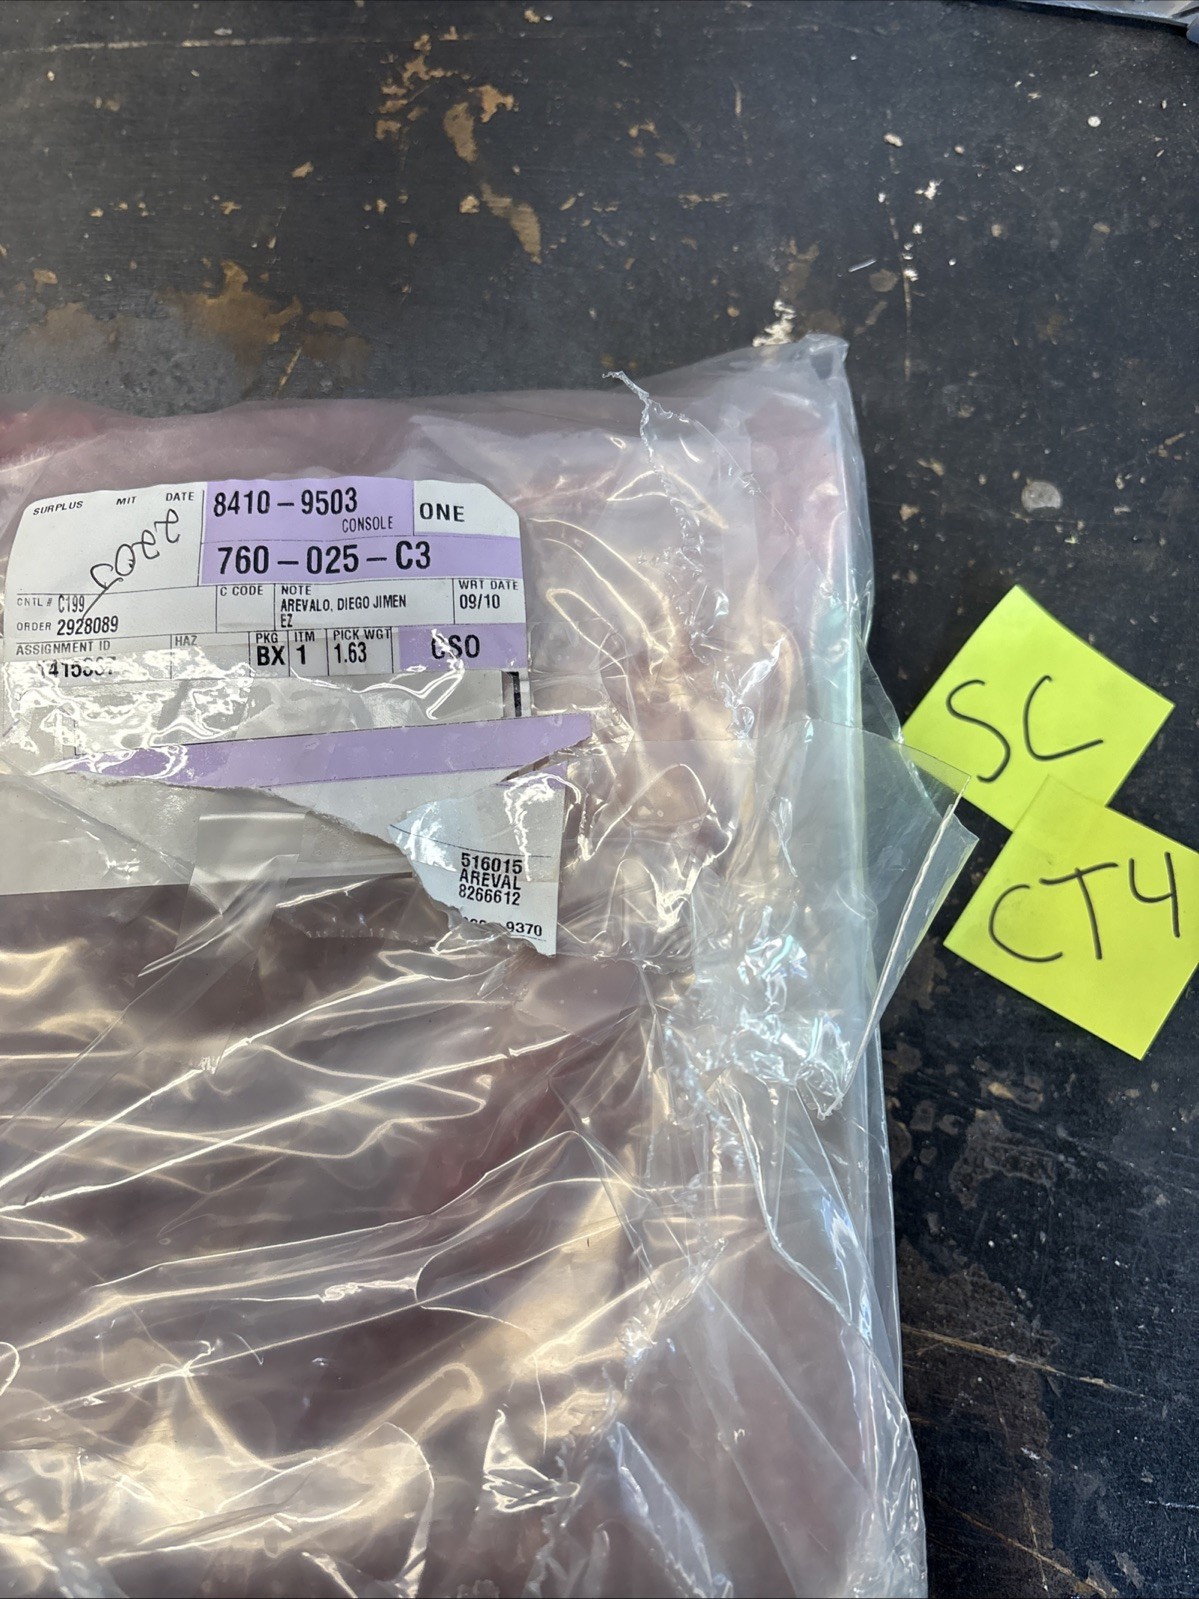 SURPLUS MIT DATE
2203
8410-9503
CONSOLE
ONE
760-025-C3
CNTL # C199
ORDER 2928089
C CODE
NOTE
AREVALO, DIEGO JIMEN
EZ
WRT DATE
09/10
ASSIGNMENT ID
HAZ
PKG
BX
ITM
1
PICK WGT
1.63
CSO
516015
AREVAL
8266612
9370
SC
CT4